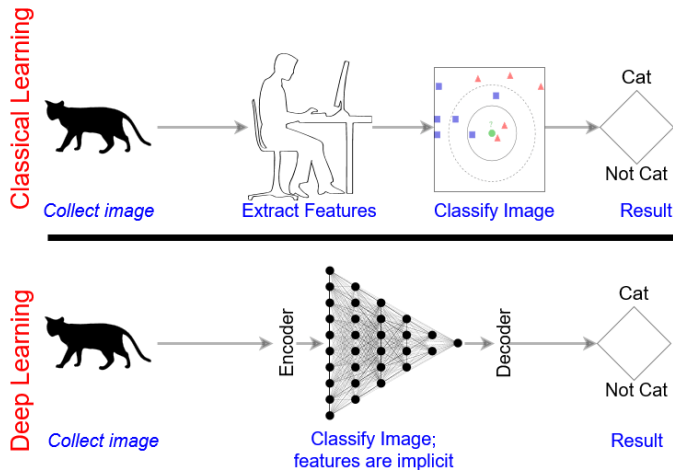 Classical Learning
Cat
Not Cat
Collect image
Extract Features
Classify Image
Result
Deep Learning
Encoder
Decoder
Cat
Not Cat
Collect image
Classify Image;
features are implicit
Result